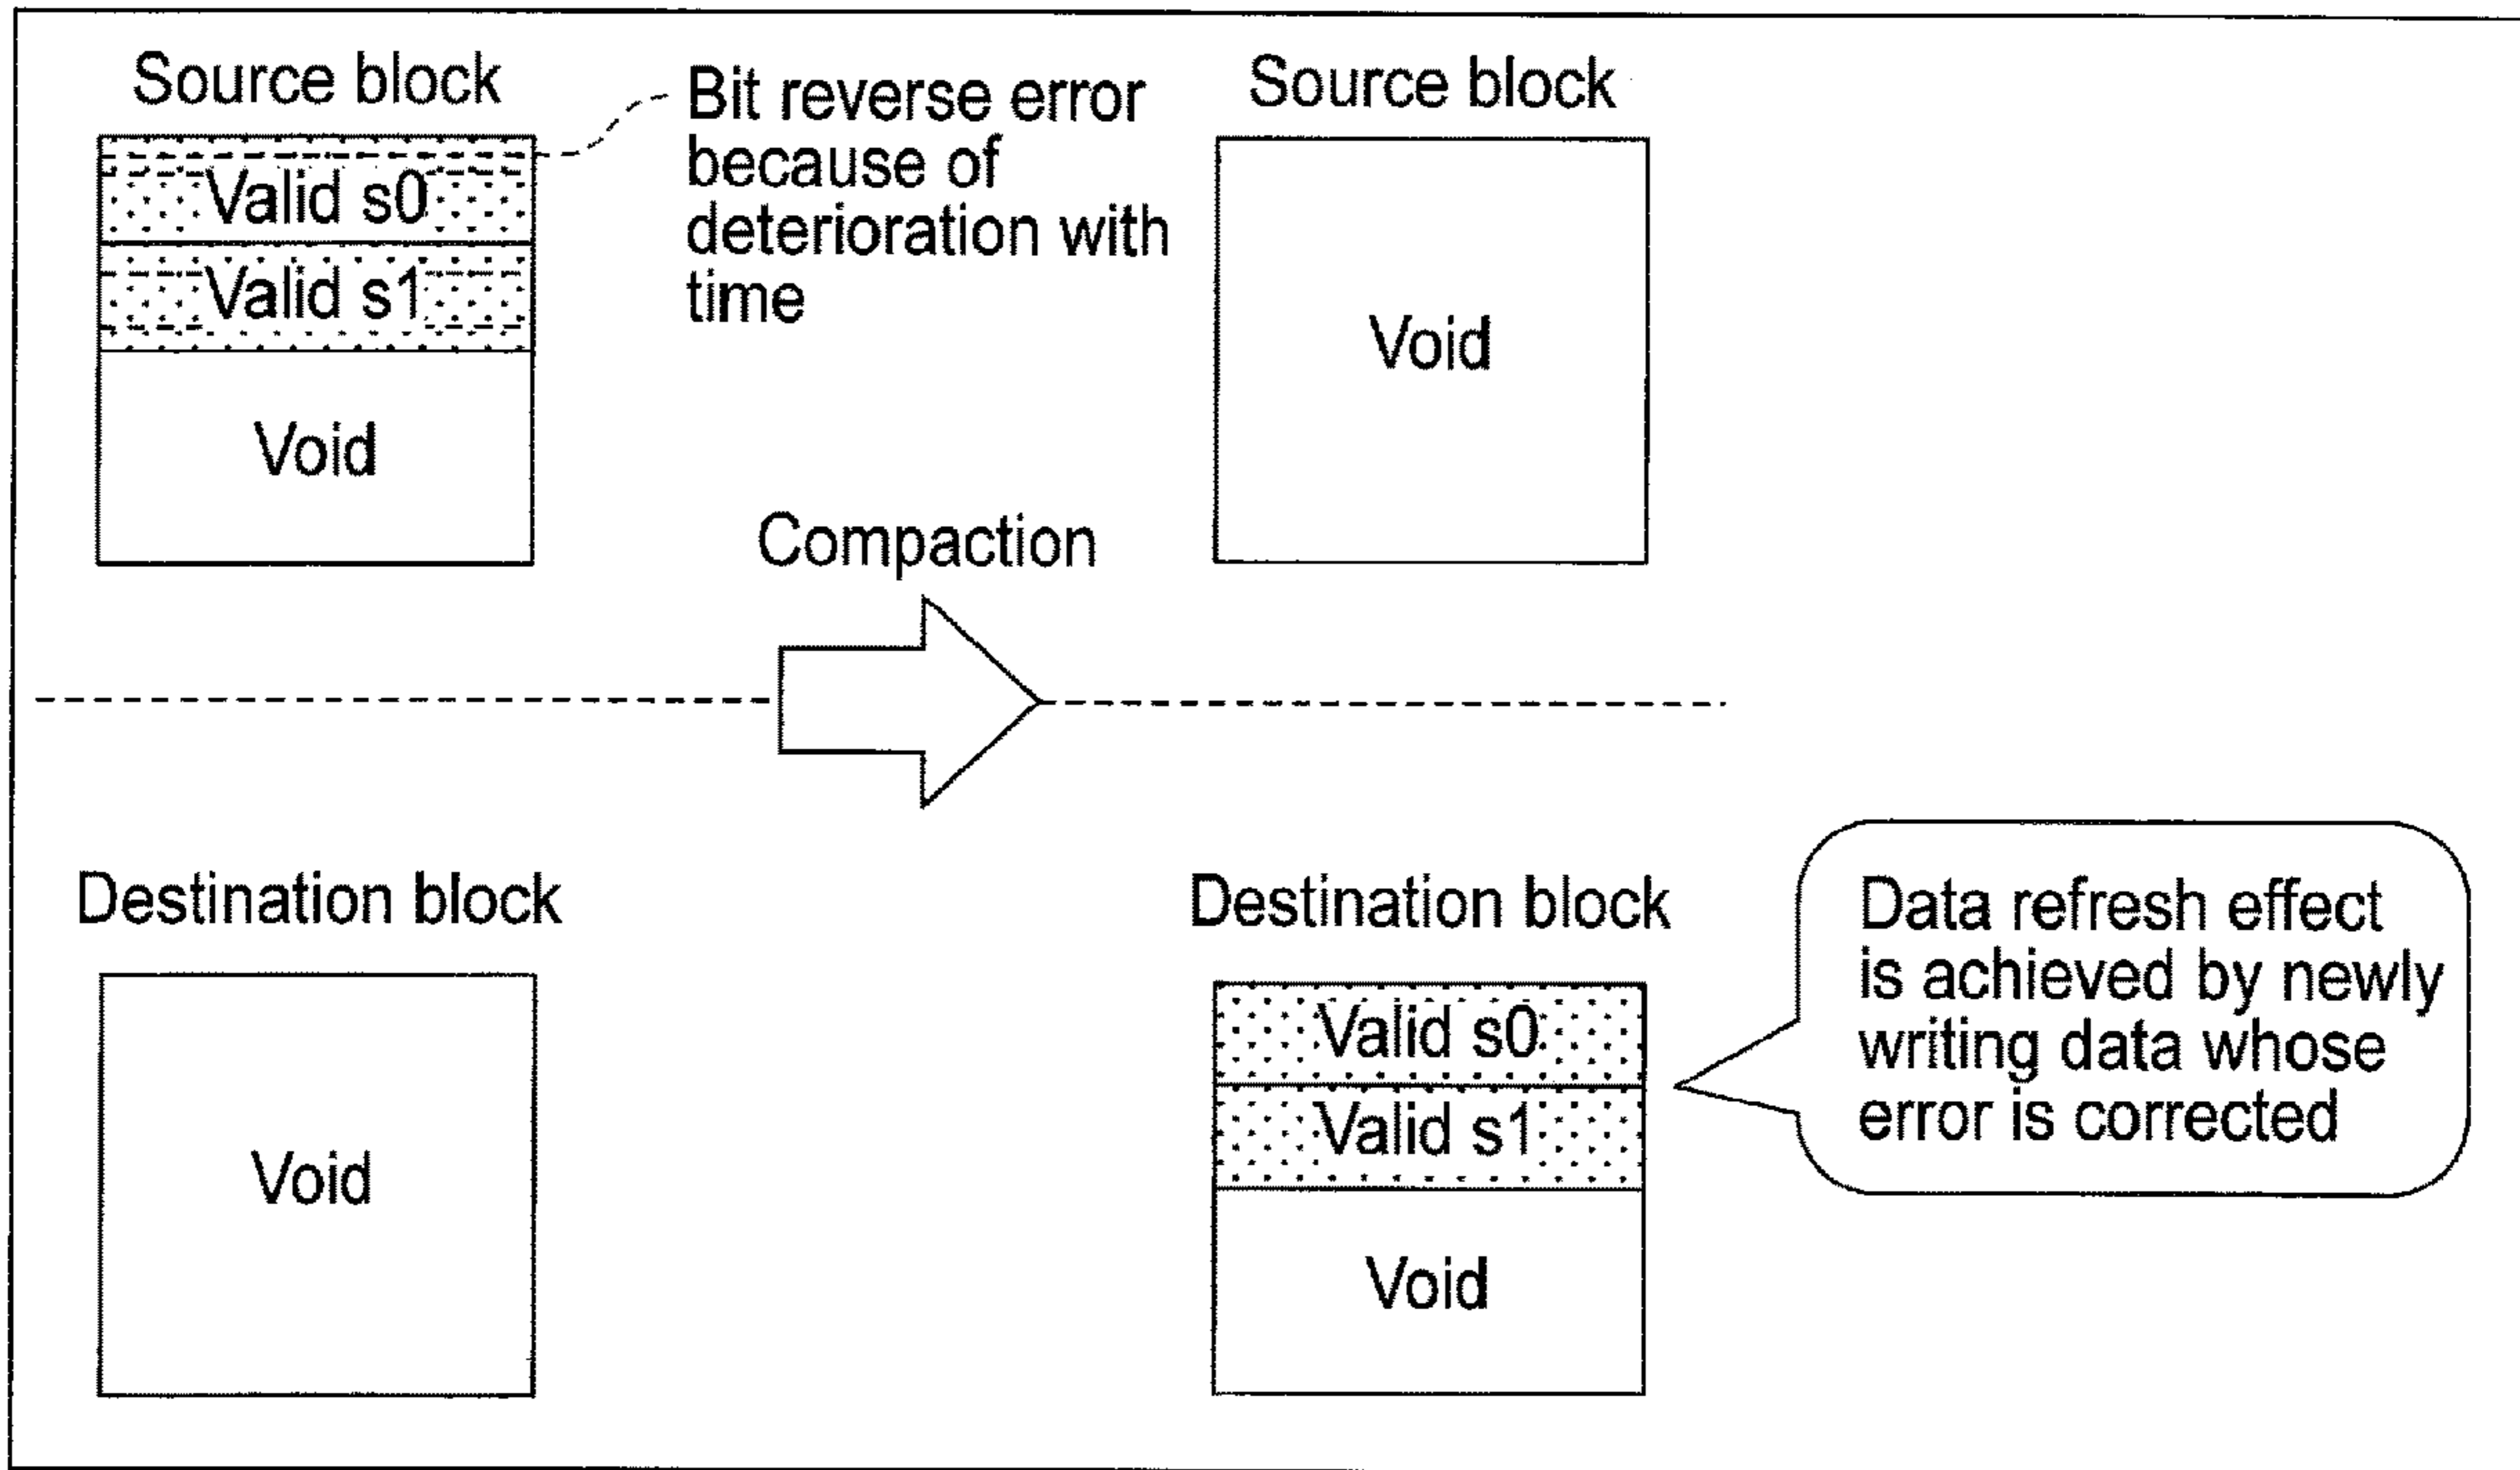 Source block
Bit reverse error
because of
deterioration with
time
Valid s0
Valid s1
Void
Source block
Void
Compaction
Destination block
Void
Destination block
Valid s0
Valid s1
Void
Data refresh effect
is achieved by newly
writing data whose
error is corrected